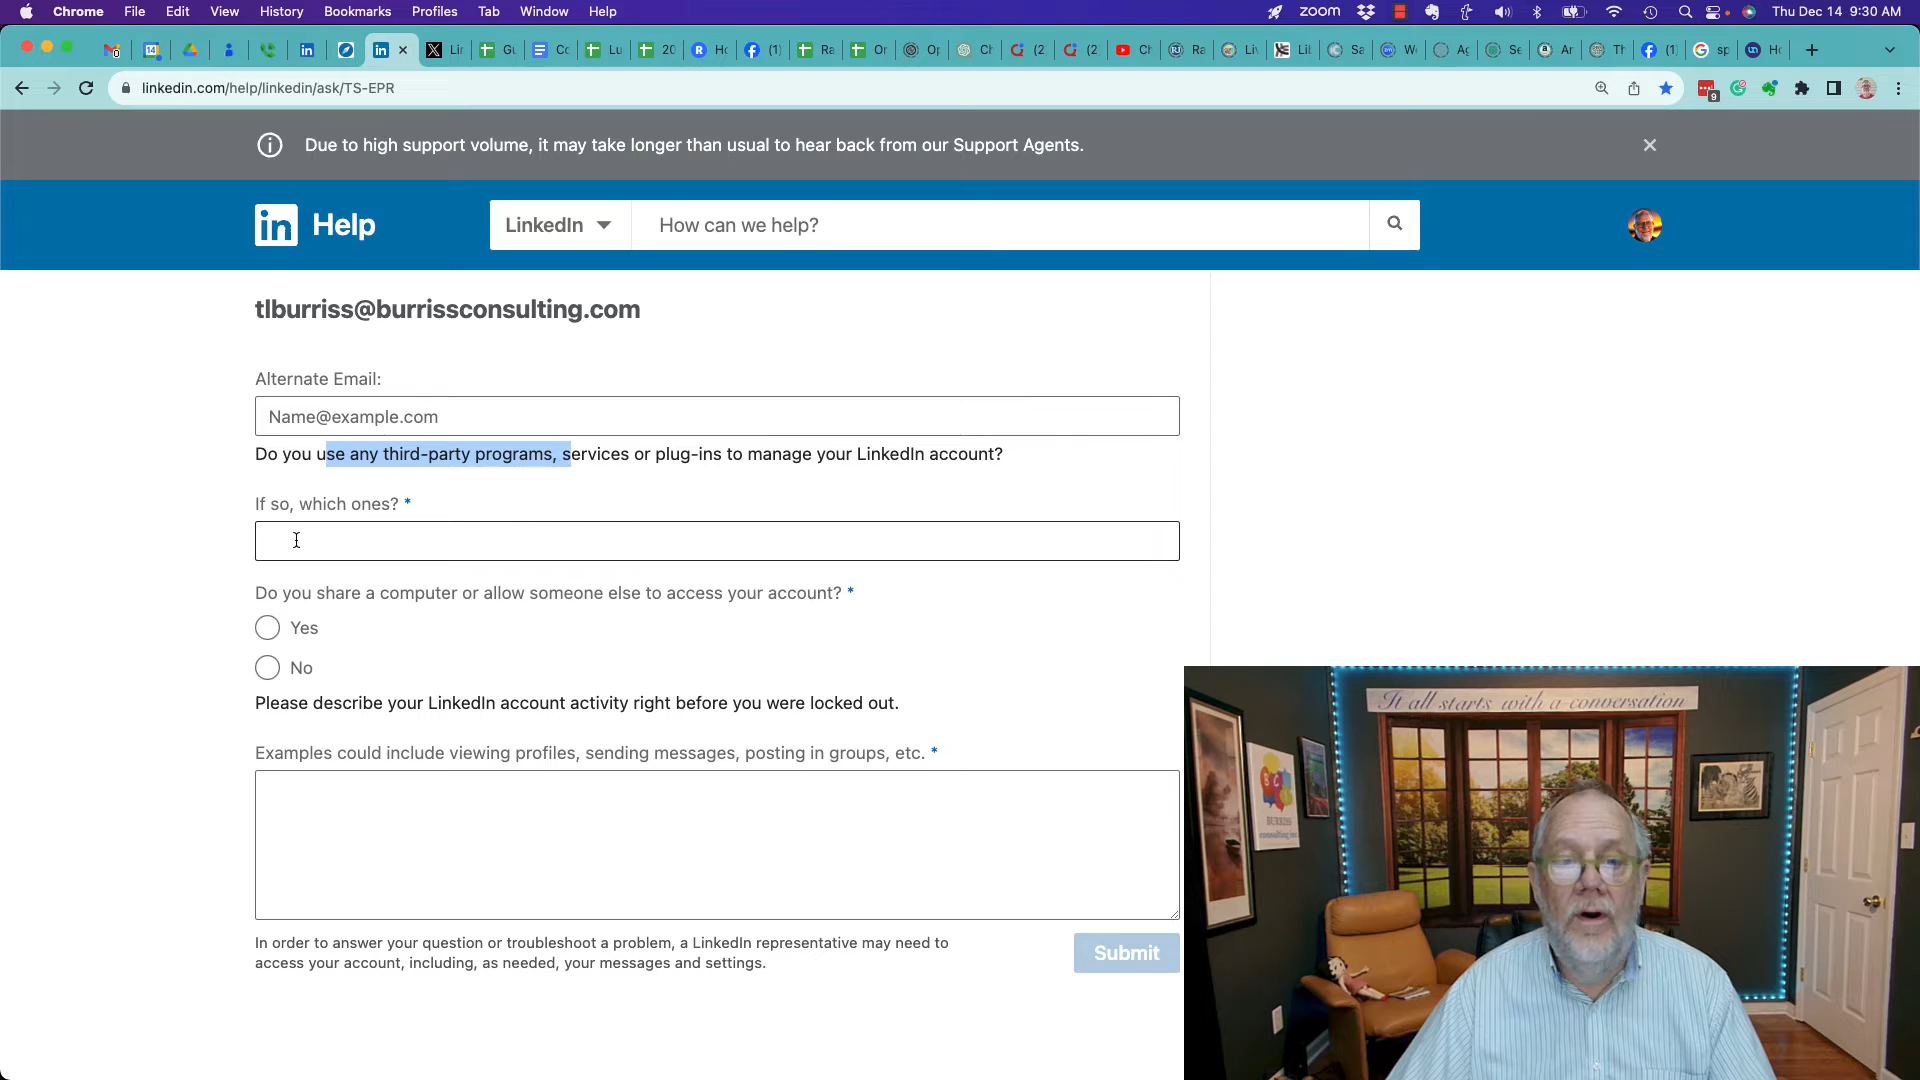 Chrome File Edit View History Bookmarks Profiles Tab Window Help zoom Thu Dec 14 9:30 AM
linkedin.com/help/linkedin/ask/TS-EPR
Due to high support volume, it may take longer than usual to hear back from our Support Agents.
in Help LinkedIn How can we help?
tlburriss@burrissconsulting.com
Alternate Email:
Name@example.com
Do you use any third-party programs, services or plug-ins to manage your LinkedIn account?
If so, which ones? *
Do you share a computer or allow someone else to access your account? *
Yes
No
Please describe your LinkedIn account activity right before you were locked out.
Examples could include viewing profiles, sending messages, posting in groups, etc. *
In order to answer your question or troubleshoot a problem, a LinkedIn representative may need to
access your account, including, as needed, your messages and settings.
Submit
It all starts with a conversation
BCI
BURRISS
consulting inc